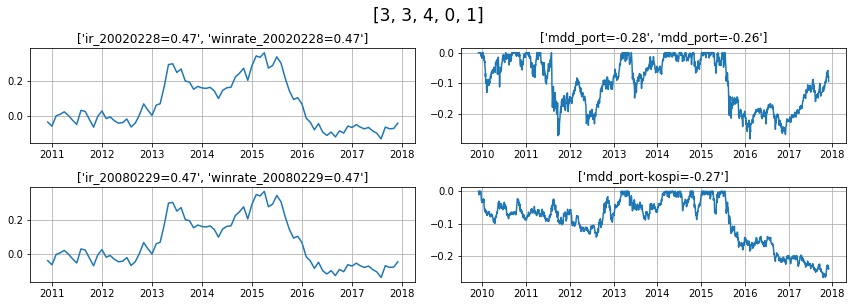 [3, 3, 4, 0, 1]
['ir_20020228=0.47', 'winrate_20020228=0.47']
0.2
0.0
2011 2012 2013 2014 2015 2016 2017 2018
['mdd_port=-0.28', 'mdd_port=-0.26']
0.0
−0.1
−0.2
2010 2011 2012 2013 2014 2015 2016 2017 2018
['ir_20080229=0.47', 'winrate_20080229=0.47']
0.2
0.0
2011 2012 2013 2014 2015 2016 2017 2018
['mdd_port-kospi=-0.27']
0.0
−0.1
−0.2
2010 2011 2012 2013 2014 2015 2016 2017 2018